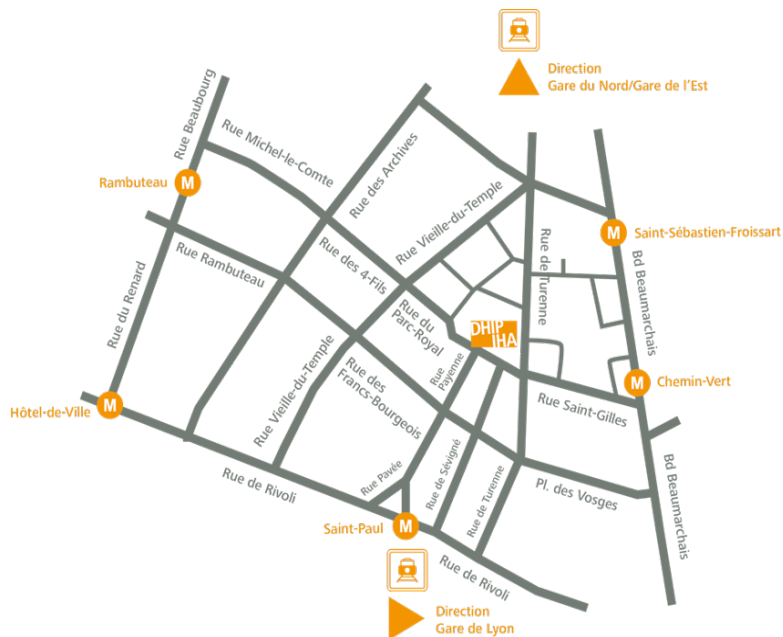 Direction
Gare du Nord/Gare de l'Est
Rue Beaubourg
Rue Michel-le-Comte
Rue des Archives
Rambuteau
M
Rue Vieille-du-Temple
M
Saint-Sébastien-Froissart
Rue Rambuteau
Rue des 4-Fils
Rue de Turenne
Bd Beaumarchais
Rue du Renard
Rue du
Parc-Royal
DHIP
IHA
Rue
Payenne
M
Chemin-Vert
Hôtel-de-Ville
M
Rue Vieille-du-Temple
Rue des
Francs-Bourgeois
Rue Saint-Gilles
Rue de Rivoli
Rue Pavée
Rue de Sévigné
Rue de Turenne
Pl. des Vosges
Bd Beaumarchais
Saint-Paul
M
Rue de Rivoli
Direction
Gare de Lyon